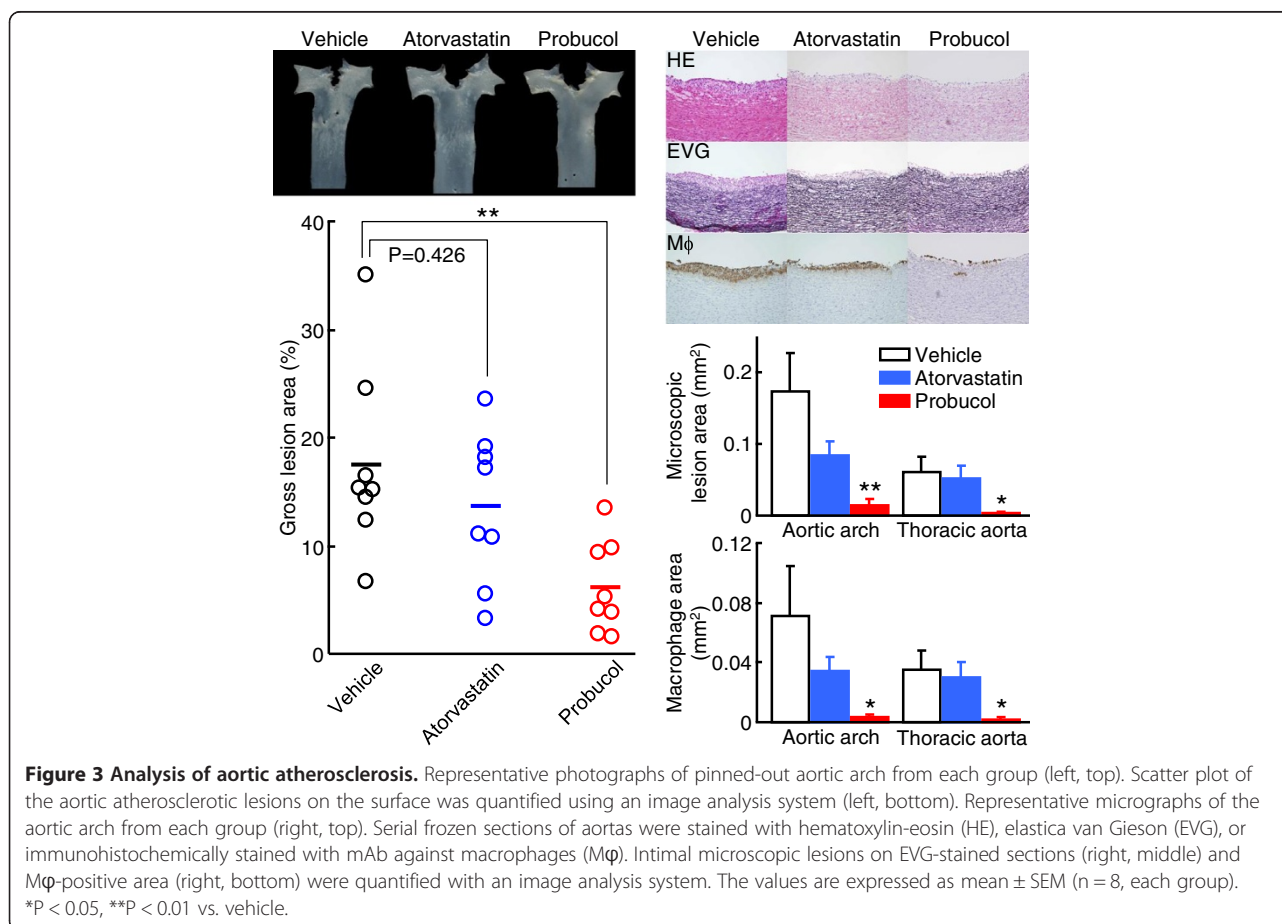 Vehicle Atorvastatin Probucol
**
P=0.426
40
30
20
10
0
Gross lesion area (%)
Vehicle
Atorvastatin
Probucol
Vehicle Atorvastatin Probucol
HE
EVG
Mϕ
Vehicle
Atorvastatin
Probucol
Microscopic
lesion area (mm²)
0.2
0.1
0
**
*
Aortic arch Thoracic aorta
Macrophage area
(mm²)
0.12
0.08
0.04
0
*
*
Aortic arch Thoracic aorta
Figure 3 Analysis of aortic atherosclerosis. Representative photographs of pinned-out aortic arch from each group (left, top). Scatter plot of
the aortic atherosclerotic lesions on the surface was quantified using an image analysis system (left, bottom). Representative micrographs of the
aortic arch from each group (right, top). Serial frozen sections of aortas were stained with hematoxylin-eosin (HE), elastica van Gieson (EVG), or
immunohistochemically stained with mAb against macrophages (Mφ). Intimal microscopic lesions on EVG-stained sections (right, middle) and
Mφ-positive area (right, bottom) were quantified with an image analysis system. The values are expressed as mean ± SEM (n = 8, each group).
*P < 0.05, **P < 0.01 vs. vehicle.